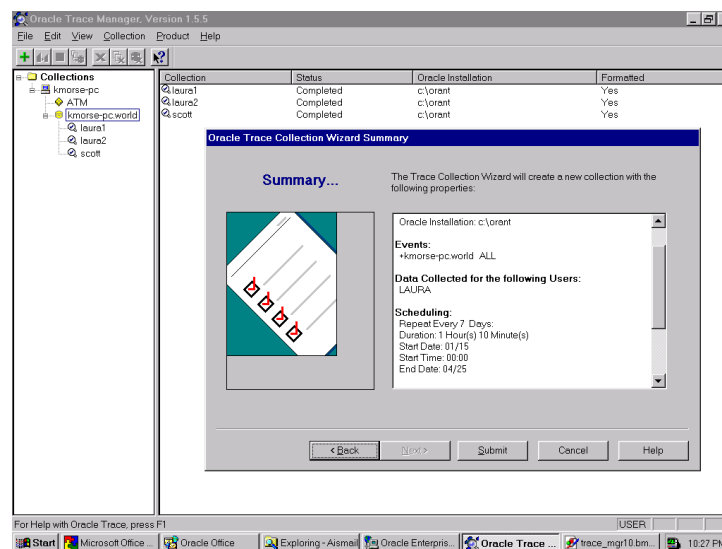 Oracle Trace Manager, Version 1.5.5
File Edit View Collection Product Help
Collections
kmorse-pc
ATM
kmorse-pc.world
laura1
laura2
scott
Collection Status Oracle Installation Formatted
laura1 Completed c:\orant Yes
laura2 Completed c:\orant Yes
scott Completed c:\orant Yes
Oracle Trace Collection Wizard Summary
Summary...
The Trace Collection Wizard will create a new collection with the
following properties:
Oracle Installation: c:\orant
Events:
+kmorse-pc.world ALL
Data Collected for the following Users:
LAURA
Scheduling:
Repeat Every 7 Days:
Duration: 1 Hour(s) 10 Minute(s)
Start Date: 01/15
Start Time: 00:00
End Date: 04/25
< Back Next > Submit Cancel Help
For Help with Oracle Trace, press F1 USER
Start Microsoft Office ... Oracle Office Exploring - Aismail Oracle Enterpris... Oracle Trace ... trace_mgr10.bm... 10:27 PM